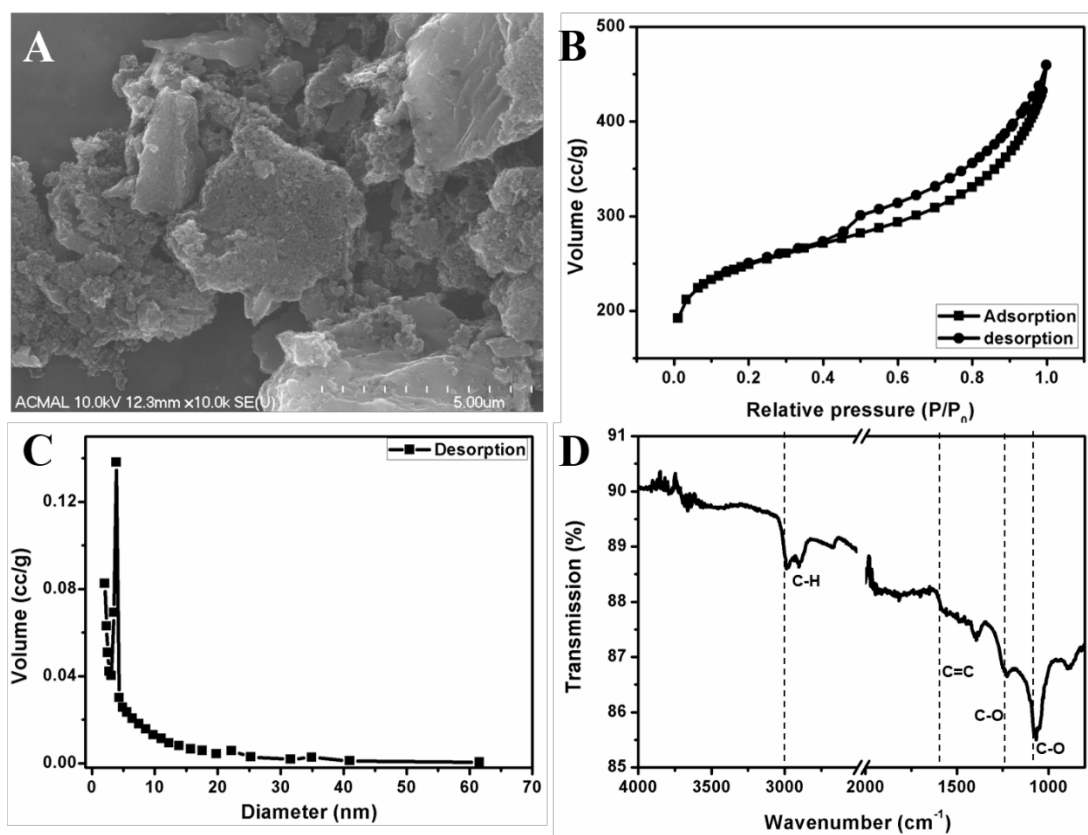 A
ACMAL 10.0kV 12.3mm x10.0k SE(U)
5.00um
B
500
400
300
200
Volume (cc/g)
Adsorption
desorption
0.0 0.2 0.4 0.6 0.8 1.0
Relative pressure (P/P₀)
C
Desorption
0.12
0.08
0.04
0.00
Volume (cc/g)
0 10 20 30 40 50 60 70
Diameter (nm)
D
91
90
89
88
87
86
85
Transmission (%)
C-H
C=C
C-O
C-O
4000 3500 3000 2500 2000 1500 1000
Wavenumber (cm⁻¹)